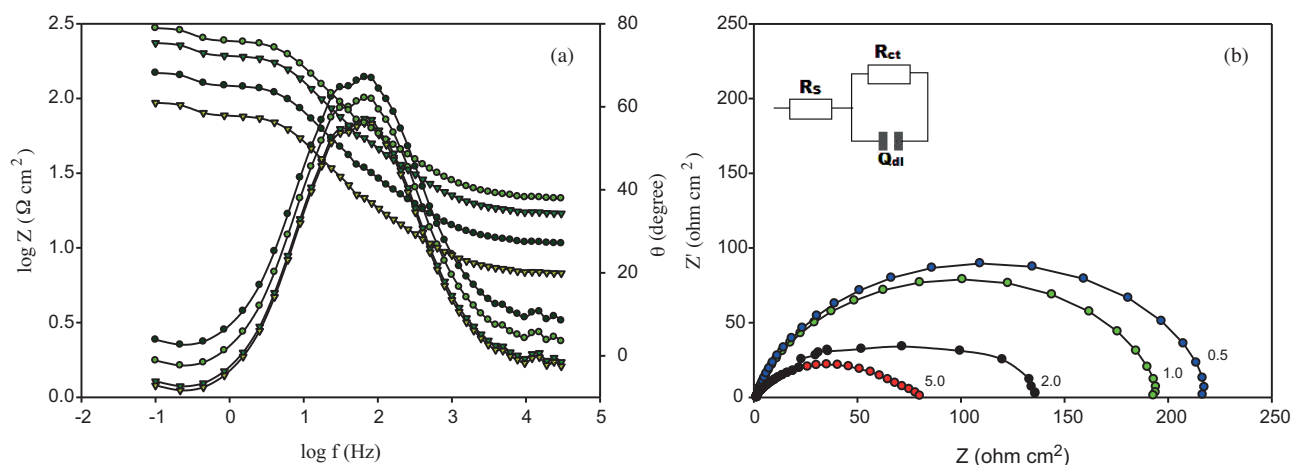 2.5
2.0
1.5
1.0
0.5
0.0
log Z (Ω cm²)
-2 -1 0 1 2 3 4 5
log f (Hz)
80
60
40
20
0
θ (degree)
(a)
250
200
150
100
50
0
Z' (ohm cm²)
0 50 100 150 200 250
Z (ohm cm²)
(b)
Rct
Rs
Qdl
0.5
1.0
2.0
5.0